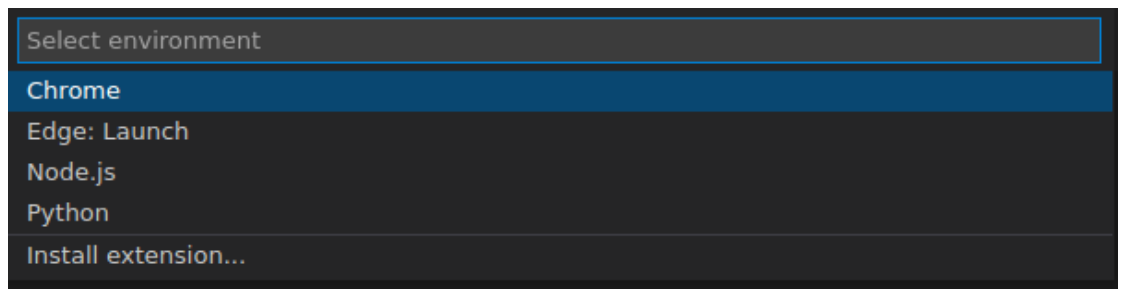 Select environment
Chrome
Edge: Launch
Node.js
Python
Install extension...